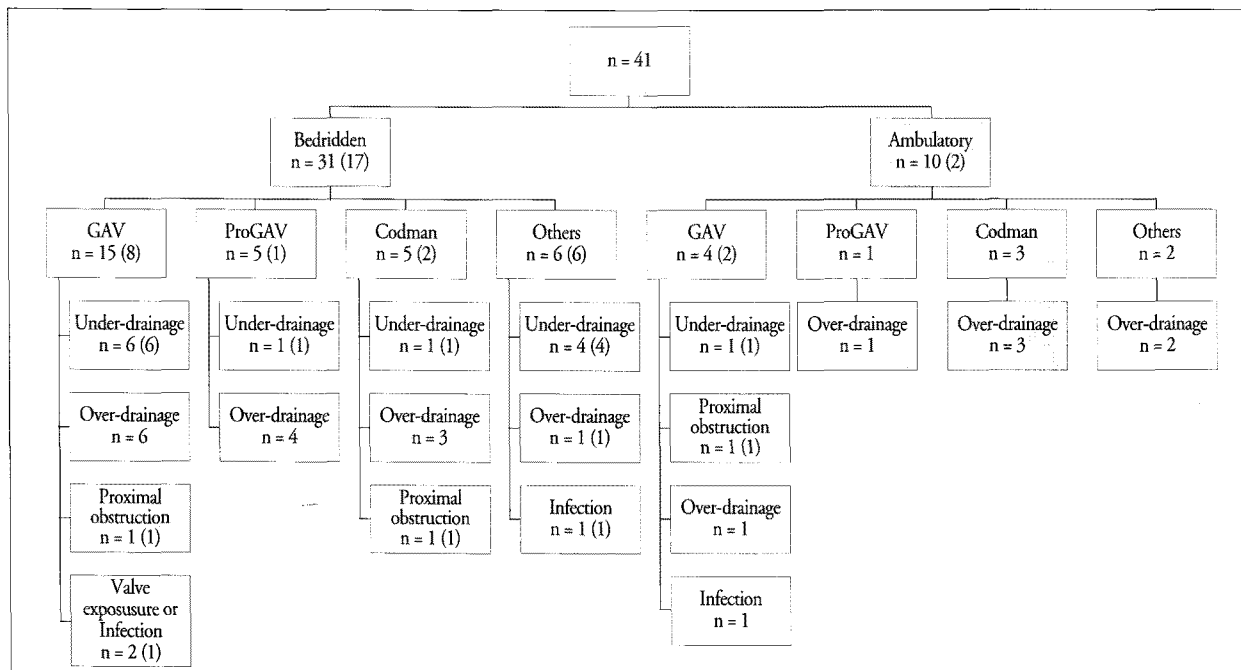 n = 41
Bedridden
n = 31 (17)
Ambulatory
n = 10 (2)
GAV
n = 15 (8)
ProGAV
n = 5 (1)
Codman
n = 5 (2)
Others
n = 6 (6)
GAV
n = 4 (2)
ProGAV
n = 1
Codman
n = 3
Others
n = 2
Under-drainage
n = 6 (6)
Under-drainage
n = 1 (1)
Under-drainage
n = 1 (1)
Under-drainage
n = 4 (4)
Under-drainage
n = 1 (1)
Over-drainage
n = 1
Over-drainage
n = 3
Over-drainage
n = 2
Over-drainage
n = 6
Over-drainage
n = 4
Over-drainage
n = 3
Over-drainage
n = 1 (1)
Proximal
obstruction
n = 1 (1)
Proximal
obstruction
n = 1 (1)
Proximal
obstruction
n = 1 (1)
Infection
n = 1 (1)
Over-drainage
n = 1
Valve
exposusure or
Infection
n = 2 (1)
Infection
n = 1